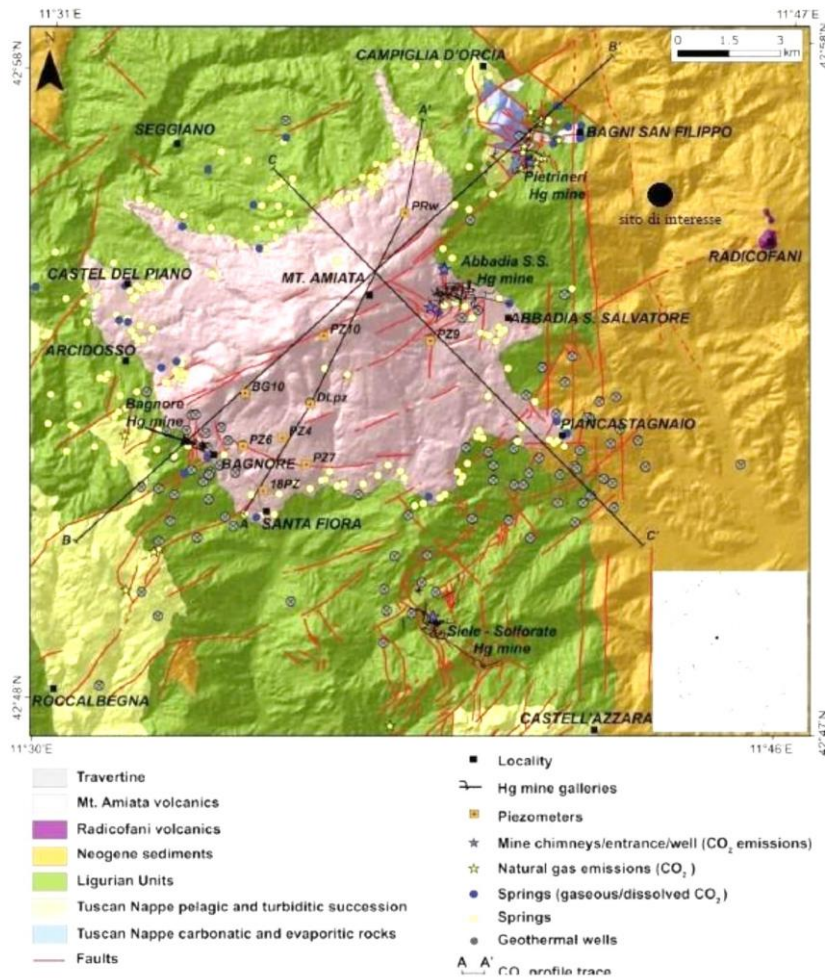 11°31 E
11°47 E
42°58 N
42°58 N
N
0 1.5 3
km
CAMPIGLIA D'ORCIA
B'
A'
SEGGIANO
BAGNI SAN FILIPPO
C
Pietrineri
Hg mine
sito di interesse
PRw
RADICOFANI
Abbadia S.S.
Hg mine
CASTEL DEL PIANO
MT. AMIATA
ABBADIA S. SALVATORE
PZ10
PZ9
ARCIDOSSO
BG10
DLpz
Bagnore
Hg mine
PIANCASTAGNAIO
PZ6
PZ4
BAGNORE
PZ7
18PZ
A
SANTA FIORA
B
C'
Siele - Solforate
Hg mine
ROCCALBEGNA
CASTELL'AZZARA
42°48 N
42°47 N
11°30 E
11°46 E
Travertine
Mt. Amiata volcanics
Radicofani volcanics
Neogene sediments
Ligurian Units
Tuscan Nappe pelagic and turbiditic succession
Tuscan Nappe carbonatic and evaporitic rocks
Faults
Locality
Hg mine galleries
Piezometers
Mine chimneys/entrance/well (CO₂ emissions)
Natural gas emissions (CO₂ )
Springs (gaseous/dissolved CO₂)
Springs
Geothermal wells
A A' CO₂ profile trace